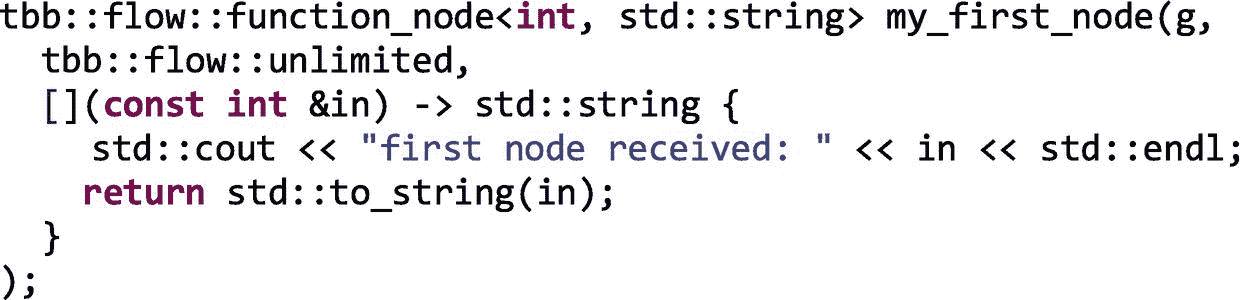 tbb::flow::function_node<int, std::string> my_first_node(g,
  tbb::flow::unlimited,
  [](const int &in) -> std::string {
    std::cout << "first node received: " << in << std::endl;
    return std::to_string(in);
  }
);